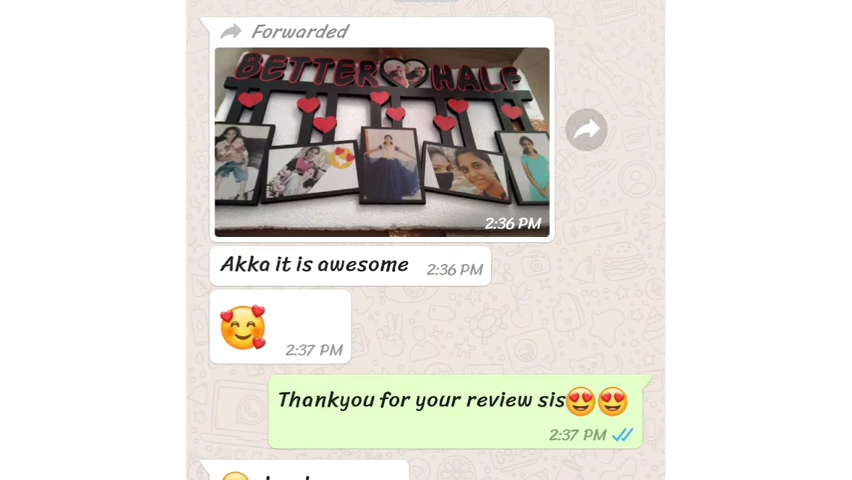 Forwarded
BETTER HALF
2:36 PM
Akka it is awesome 2:36 PM
2:37 PM
Thankyou for your review sis
2:37 PM